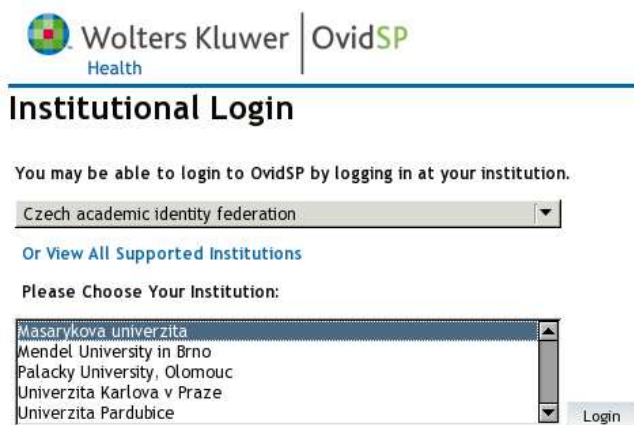 Wolters Kluwer OvidSP
Health
Institutional Login
You may be able to login to OvidSP by logging in at your institution.
Czech academic identity federation
Or View All Supported Institutions
Please Choose Your Institution:
Masarykova univerzita
Mendel University in Brno
Palacky University, Olomouc
Univerzita Karlova v Praze
Univerzita Pardubice
Login